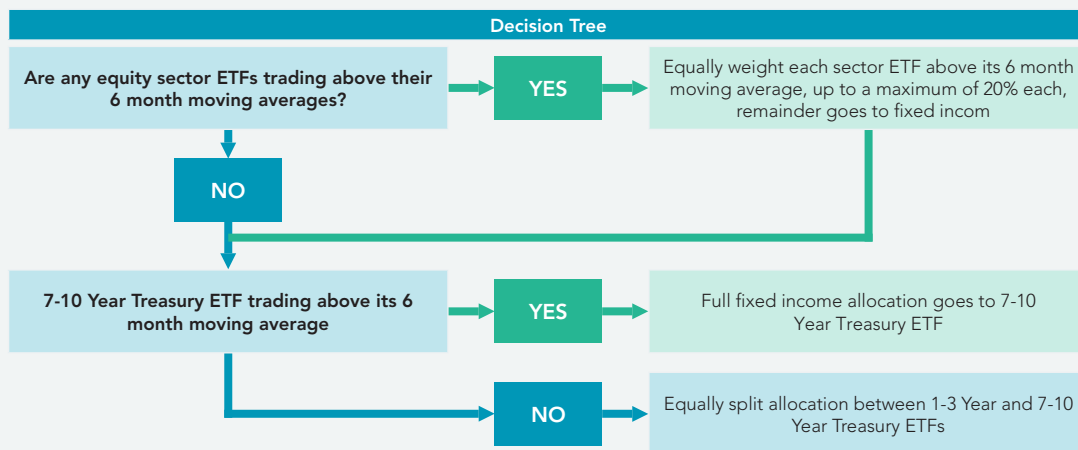 Decision Tree
Are any equity sector ETFs trading above their
6 month moving averages?
YES
Equally weight each sector ETF above its 6 month
moving average, up to a maximum of 20% each,
remainder goes to fixed incom
NO
7-10 Year Treasury ETF trading above its 6
month moving average
YES
Full fixed income allocation goes to 7-10
Year Treasury ETF
NO
Equally split allocation between 1-3 Year and 7-10
Year Treasury ETFs